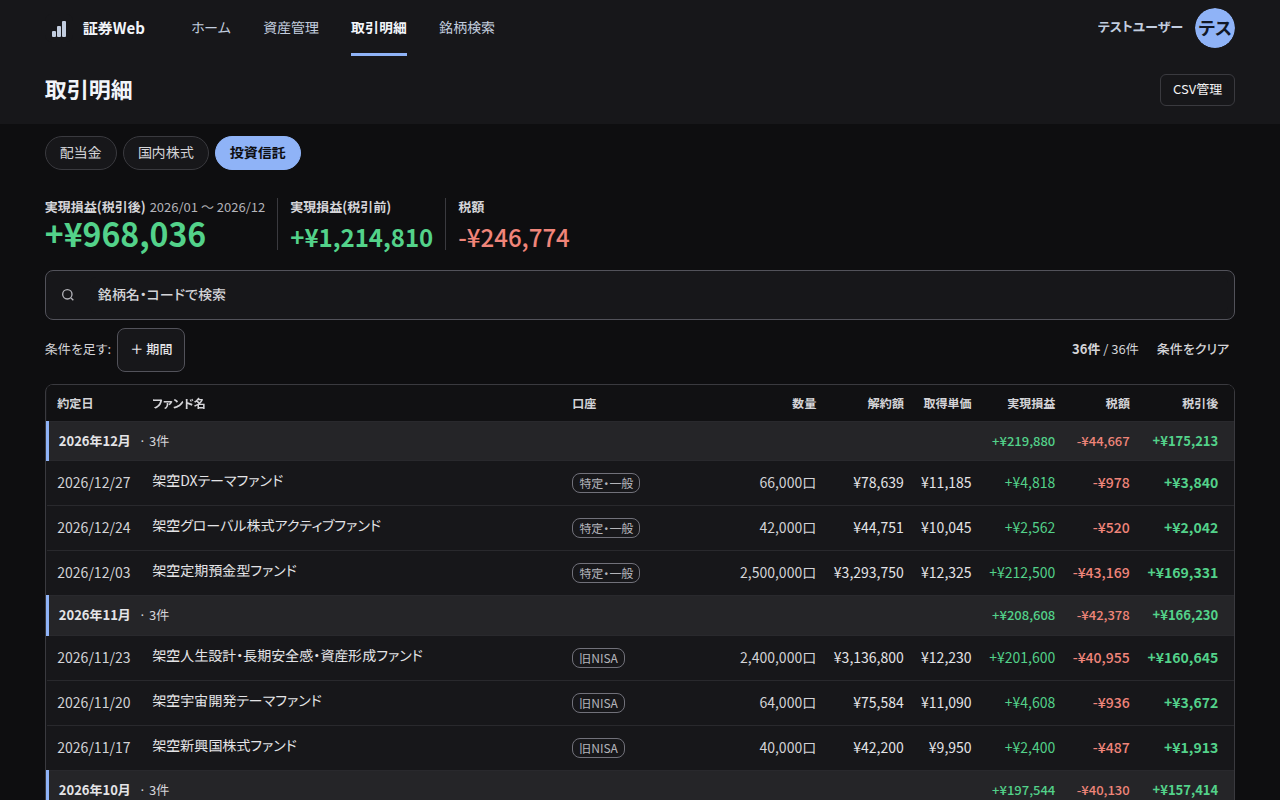 証券Web ホーム 資産管理 取引明細 銘柄検索 テストユーザー テス
取引明細 CSV管理
配当金 国内株式 投資信託
実現損益(税引後) 2026/01 〜 2026/12 実現損益(税引前) 税額
+¥968,036 +¥1,214,810 -¥246,774
銘柄名・コードで検索
条件を足す: ＋ 期間 36件 / 36件 条件をクリア
約定日 ファンド名 口座 数量 解約額 取得単価 実現損益 税額 税引後
2026年12月 · 3件 +¥219,880 -¥44,667 +¥175,213
2026/12/27 架空DXテーマファンド 特定・一般 66,000口 ¥78,639 ¥11,185 +¥4,818 -¥978 +¥3,840
2026/12/24 架空グローバル株式アクティブファンド 特定・一般 42,000口 ¥44,751 ¥10,045 +¥2,562 -¥520 +¥2,042
2026/12/03 架空定期預金型ファンド 特定・一般 2,500,000口 ¥3,293,750 ¥12,325 +¥212,500 -¥43,169 +¥169,331
2026年11月 · 3件 +¥208,608 -¥42,378 +¥166,230
2026/11/23 架空人生設計・長期安全感・資産形成ファンド 旧NISA 2,400,000口 ¥3,136,800 ¥12,230 +¥201,600 -¥40,955 +¥160,645
2026/11/20 架空宇宙開発テーマファンド 旧NISA 64,000口 ¥75,584 ¥11,090 +¥4,608 -¥936 +¥3,672
2026/11/17 架空新興国株式ファンド 旧NISA 40,000口 ¥42,200 ¥9,950 +¥2,400 -¥487 +¥1,913
2026年10月 · 3件 +¥197,544 -¥40,130 +¥157,414